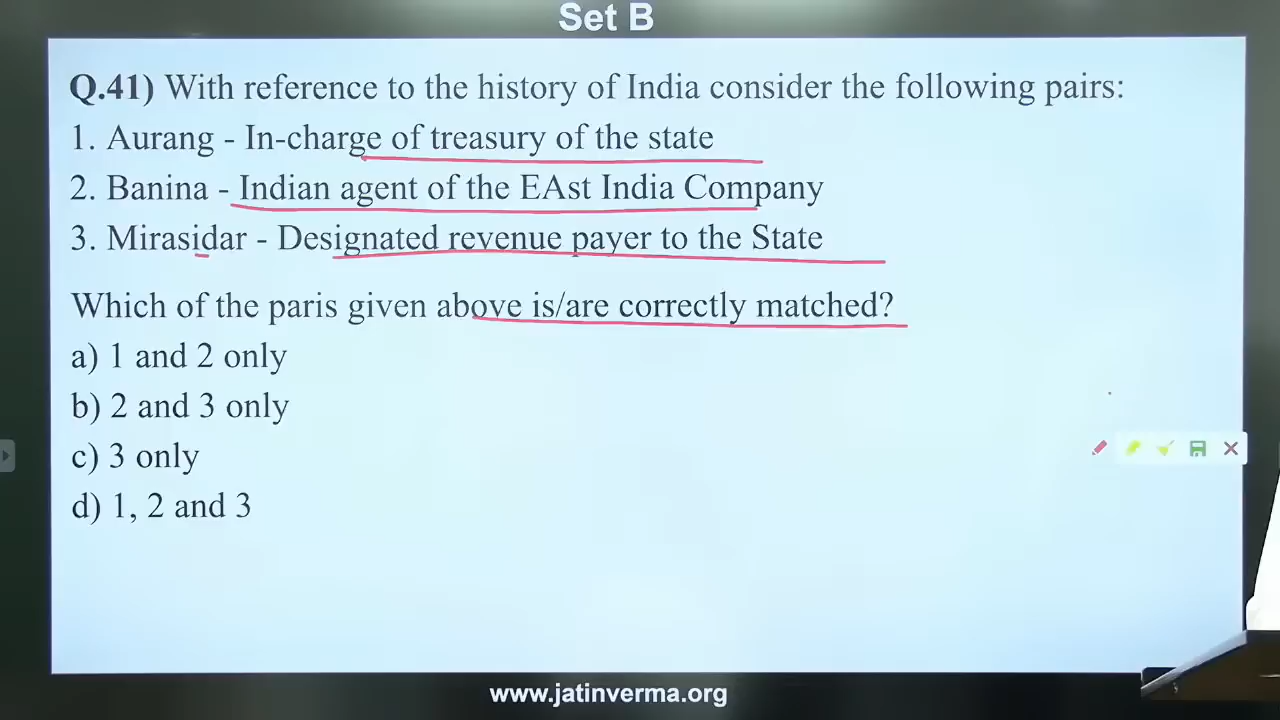 Set B
Q.41) With reference to the history of India consider the following pairs:
1. Aurang - In-charge of treasury of the state
2. Banina - Indian agent of the EAst India Company
3. Mirasidar - Designated revenue payer to the State
Which of the paris given above is/are correctly matched?
a) 1 and 2 only
b) 2 and 3 only
c) 3 only
d) 1, 2 and 3
www.jatinverma.org